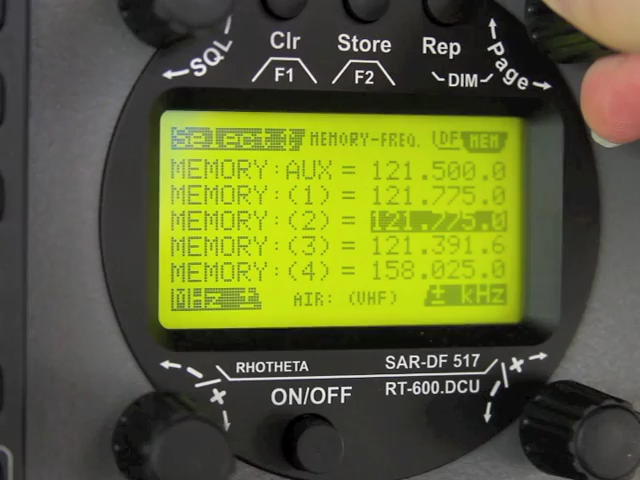 SQL
Clr Store Rep
F1 F2 DIM
Page
MEMORY-FREQ. DF MEM
MEMORY:AUX = 121.500.0
MEMORY:(1) = 121.775.0
MEMORY:(2) = 121.775.0
MEMORY:(3) = 121.391.6
MEMORY:(4) = 158.025.0
AIR: (VHF) ± kHz
RHOTHETA SAR-DF 517
ON/OFF RT-600.DCU